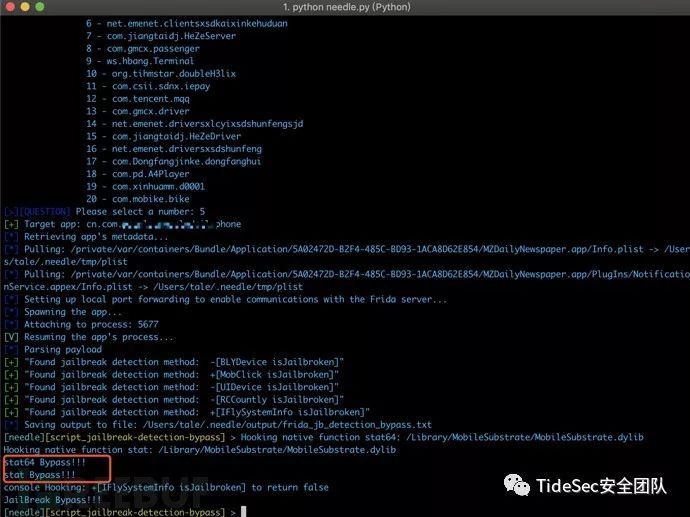 1. python needle.py (Python)
6 - net.emenet.clientsxsdkaixinkehuduan
7 - com.jiangtaidj.HeZeServer
8 - com.gmcx.passenger
9 - ws.hbang.Terminal
10 - org.tihmstar.doubleH3lix
11 - com.csii.sdnx.iepay
12 - com.tencent.mqq
13 - com.gmcx.driver
14 - net.emenet.driversxlcyixsdshunfengsjd
15 - com.jiangtaidj.HeZeDriver
16 - net.emenet.driversxsdshunfeng
17 - com.Dongfangjinke.dongfanghui
18 - com.pd.A4Player
19 - com.xinhuamm.d0001
20 - com.mobike.bike
[>][QUESTION] Please select a number: 5
[+] Target app: cn.com. phone
[*] Retrieving app's metadata...
[*] Pulling: /private/var/containers/Bundle/Application/5A02472D-B2F4-485C-BD93-1ACA8D62E854/MZDailyNewspaper.app/Info.plist -> /User
s/tale/.needle/tmp/plist
[*] Pulling: /private/var/containers/Bundle/Application/5A02472D-B2F4-485C-BD93-1ACA8D62E854/MZDailyNewspaper.app/PlugIns/Notificatio
nService.appex/Info.plist -> /Users/tale/.needle/tmp/plist
[*] Setting up local port forwarding to enable communications with the Frida server...
[*] Spawning the app...
[*] Attaching to process: 5677
[V] Resuming the app's process...
[*] Parsing payload
[+] "Found jailbreak detection method:  -[BLYDevice isJailbroken]"
[+] "Found jailbreak detection method:  +[MobClick isJailbroken]"
[+] "Found jailbreak detection method:  -[UIDevice isJailbroken]"
[+] "Found jailbreak detection method:  -[RCCountly isJailbroken]"
[+] "Found jailbreak detection method:  +[IFlySystemInfo isJailbroken]"
[*] Saving output to file: /Users/tale/.needle/output/frida_jb_detection_bypass.txt
[needle][script_jailbreak-detection-bypass] > Hooking native function stat64: /Library/MobileSubstrate/MobileSubstrate.dylib
Hooking native function stat: /Library/MobileSubstrate/MobileSubstrate.dylib
stat64 Bypass!!!
stat Bypass!!!
console Hooking: +[IFlySystemInfo isJailbroken] to return false
JailBreak Bypass!!!
[needle][script_jailbreak-detection-bypass] >
TideSec安全团队